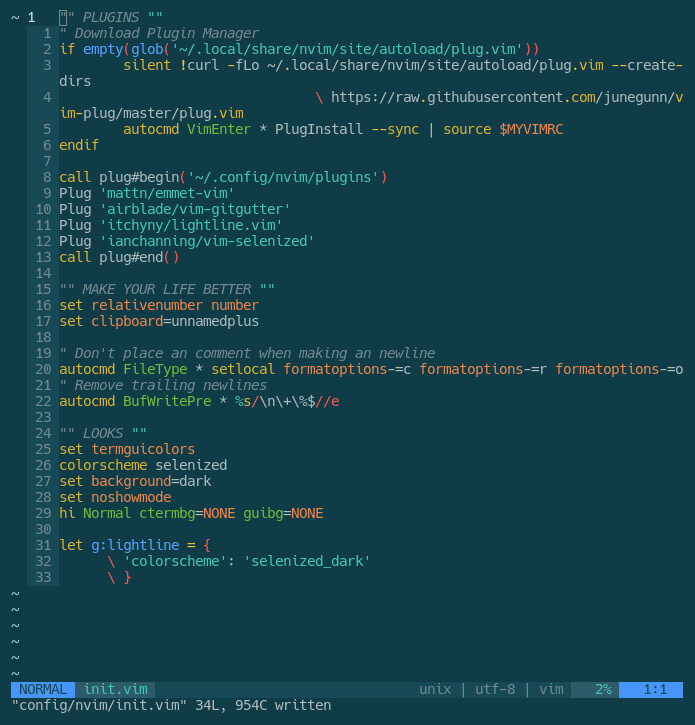 ~ 1   "" PLUGINS ""
1 " Download Plugin Manager
2 if empty(glob('~/.local/share/nvim/site/autoload/plug.vim'))
3         silent !curl -fLo ~/.local/share/nvim/site/autoload/plug.vim --create-
dirs
4                                 \ https://raw.githubusercontent.com/junegunn/v
im-plug/master/plug.vim
5         autocmd VimEnter * PlugInstall --sync | source $MYVIMRC
6 endif
7
8 call plug#begin('~/.config/nvim/plugins')
9 Plug 'mattn/emmet-vim'
10 Plug 'airblade/vim-gitgutter'
11 Plug 'itchyny/lightline.vim'
12 Plug 'ianchanning/vim-selenized'
13 call plug#end()
14
15 "" MAKE YOUR LIFE BETTER ""
16 set relativenumber number
17 set clipboard=unnamedplus
18
19 " Don't place an comment when making an newline
20 autocmd FileType * setlocal formatoptions-=c formatoptions-=r formatoptions-=o
21 " Remove trailing newlines
22 autocmd BufWritePre * %s/\n\+\%$//e
23
24 "" LOOKS ""
25 set termguicolors
26 colorscheme selenized
27 set background=dark
28 set noshowmode
29 hi Normal ctermbg=NONE guibg=NONE
30
31 let g:lightline = {
32       \ 'colorscheme': 'selenized_dark'
33       \ }
~
~
~
~
~
~
NORMAL init.vim unix | utf-8 | vim 2% 1:1
"config/nvim/init.vim" 34L, 954C written